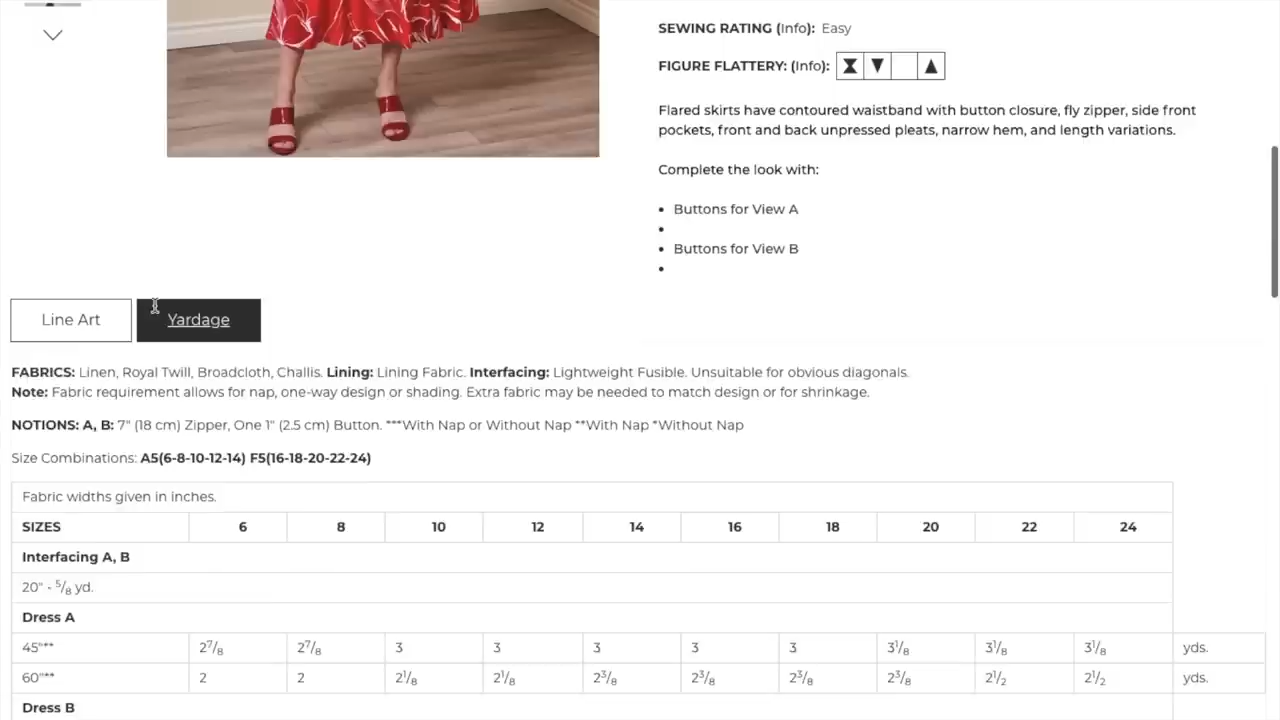 SEWING RATING (Info): Easy
FIGURE FLATTERY: (Info):
Flared skirts have contoured waistband with button closure, fly zipper, side front
pockets, front and back unpressed pleats, narrow hem, and length variations.
Complete the look with:
• Buttons for View A
•
• Buttons for View B
•
Line Art
Yardage
FABRICS: Linen, Royal Twill, Broadcloth, Challis. Lining: Lining Fabric. Interfacing: Lightweight Fusible. Unsuitable for obvious diagonals.
Note: Fabric requirement allows for nap, one-way design or shading. Extra fabric may be needed to match design or for shrinkage.
NOTIONS: A, B: 7" (18 cm) Zipper, One 1" (2.5 cm) Button. ***With Nap or Without Nap **With Nap *Without Nap
Size Combinations: A5(6-8-10-12-14) F5(16-18-20-22-24)
Fabric widths given in inches.
SIZES 6 8 10 12 14 16 18 20 22 24
Interfacing A, B
20" - 5/8 yd.
Dress A
45"** 2 7/8 2 7/8 3 3 3 3 3 3 1/8 3 1/8 3 1/8 yds.
60"** 2 2 2 1/8 2 1/8 2 3/8 2 3/8 2 3/8 2 3/8 2 1/2 2 1/2 yds.
Dress B